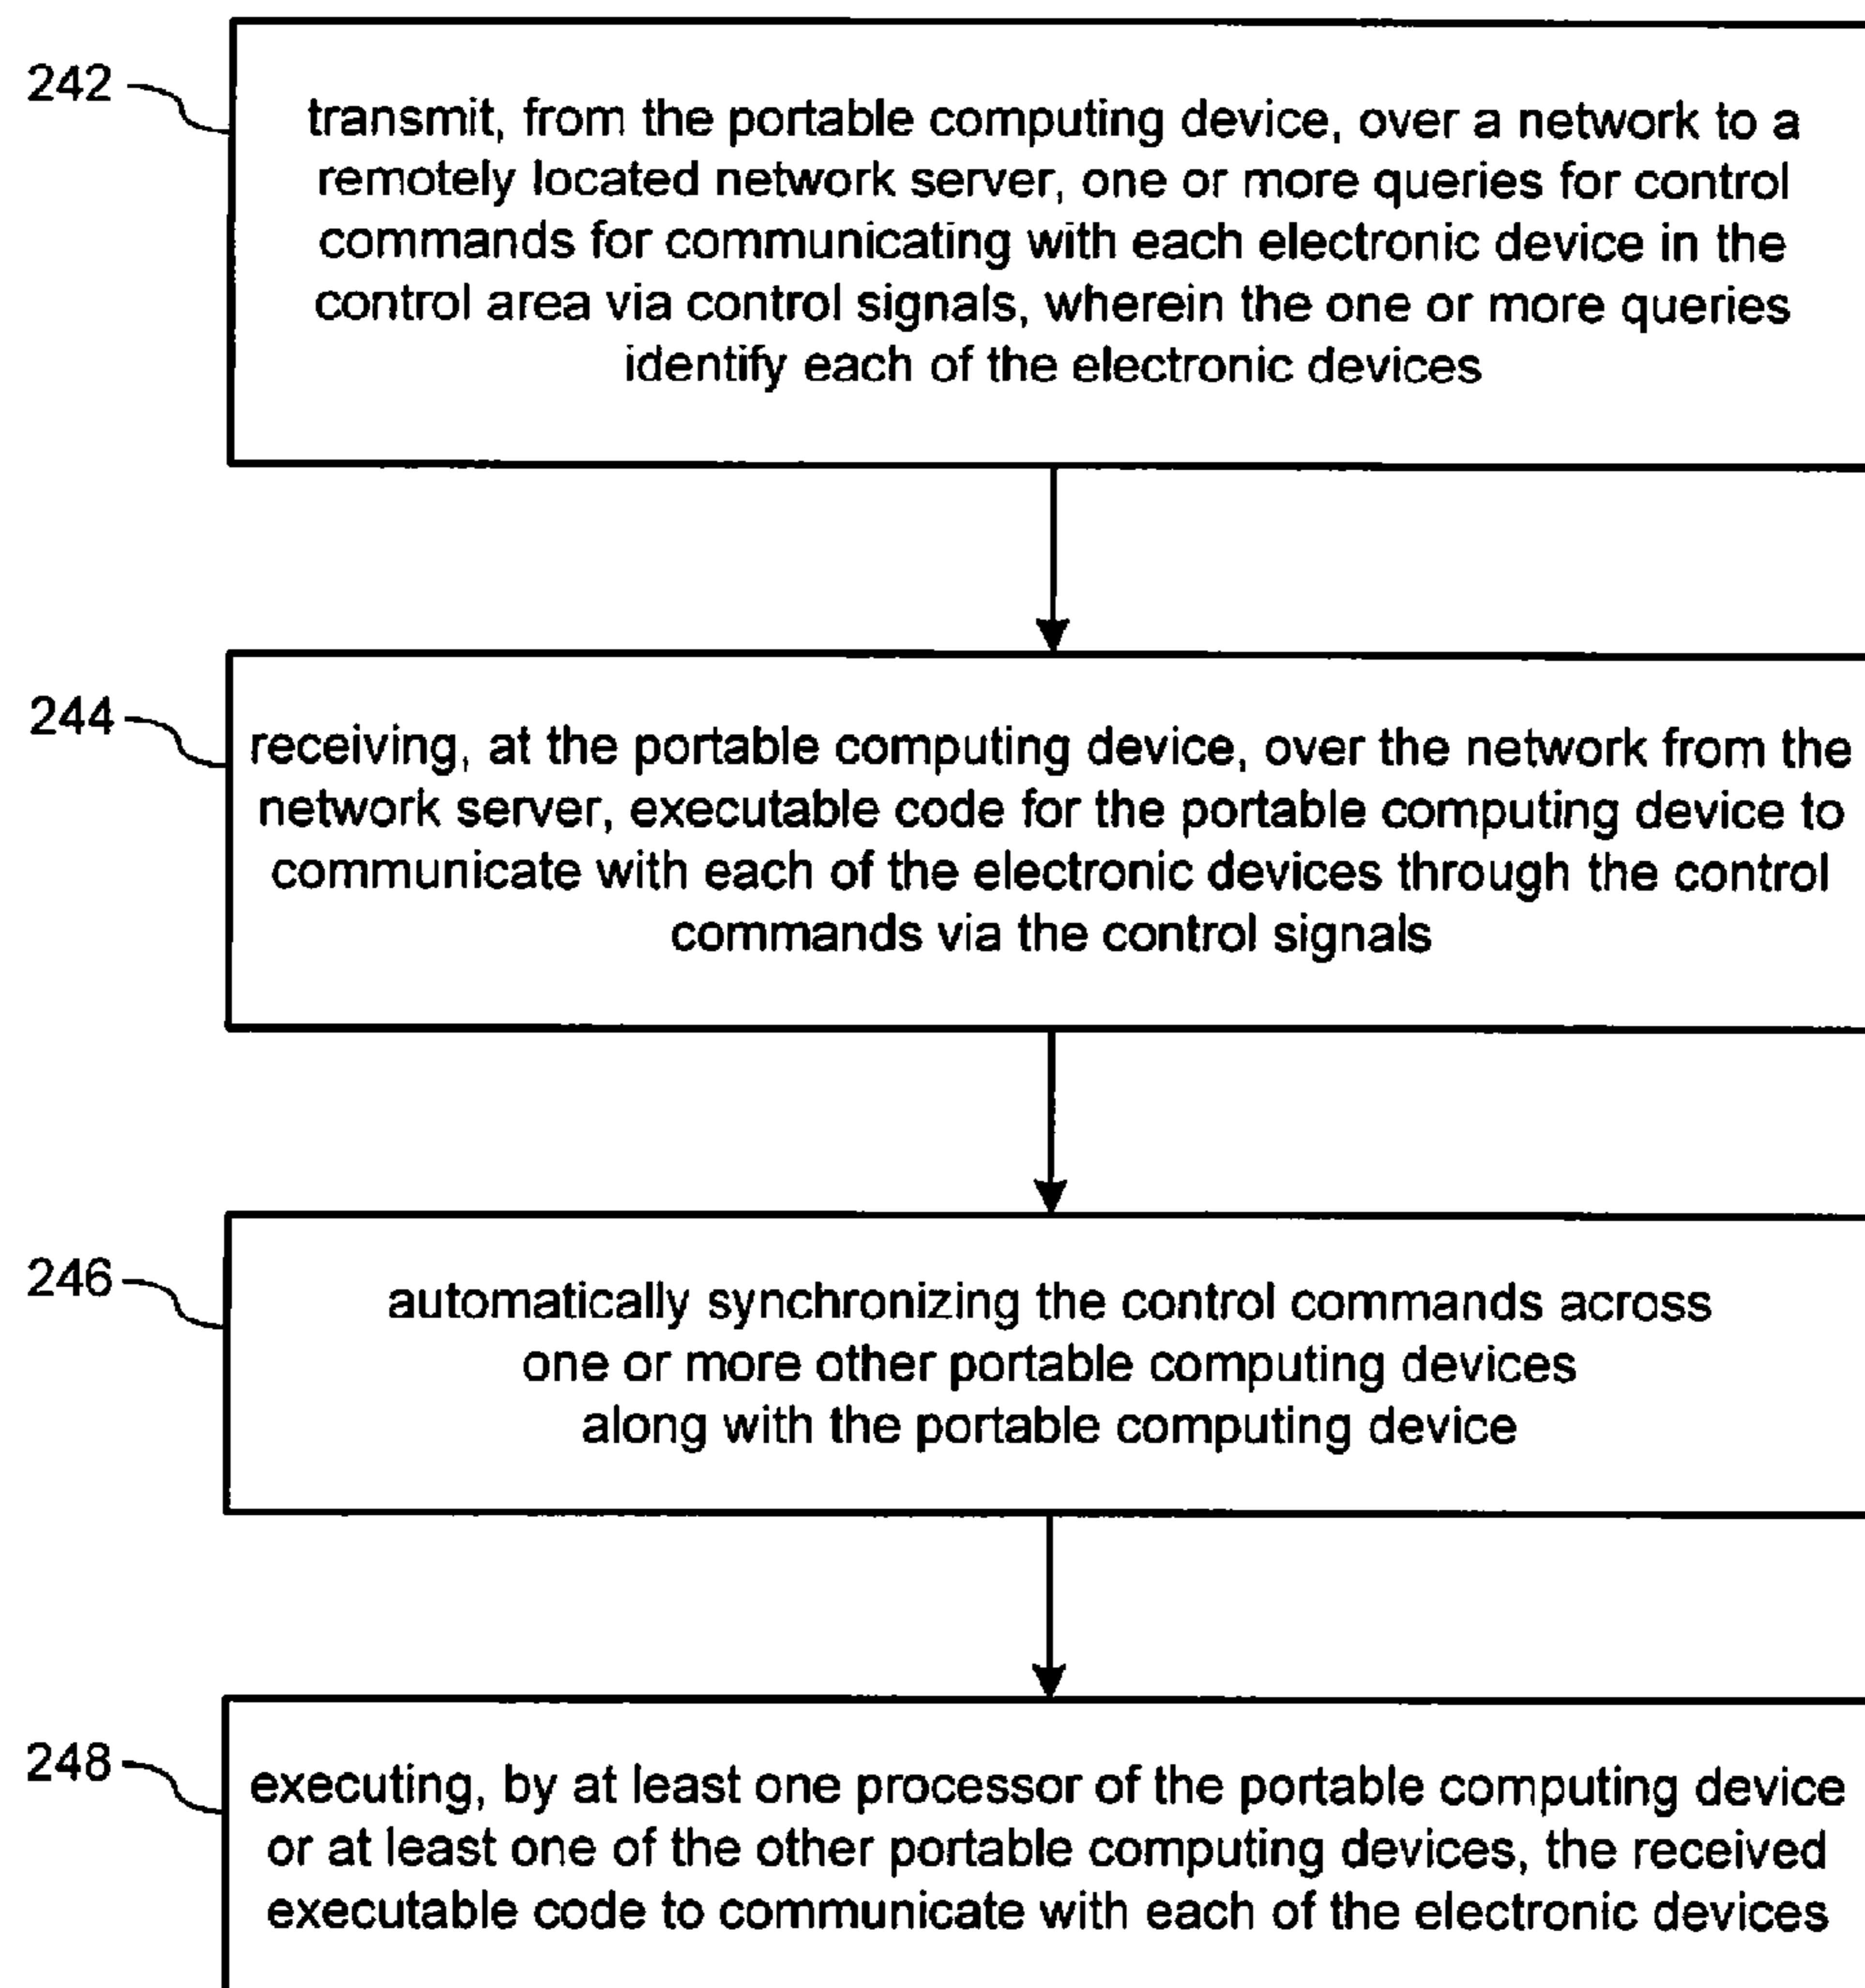 242
transmit, from the portable computing device, over a network to a
remotely located network server, one or more queries for control
commands for communicating with each electronic device in the
control area via control signals, wherein the one or more queries
identify each of the electronic devices
244
receiving, at the portable computing device, over the network from the
network server, executable code for the portable computing device to
communicate with each of the electronic devices through the control
commands via the control signals
246
automatically synchronizing the control commands across
one or more other portable computing devices
along with the portable computing device
248
executing, by at least one processor of the portable computing device
or at least one of the other portable computing devices, the received
executable code to communicate with each of the electronic devices